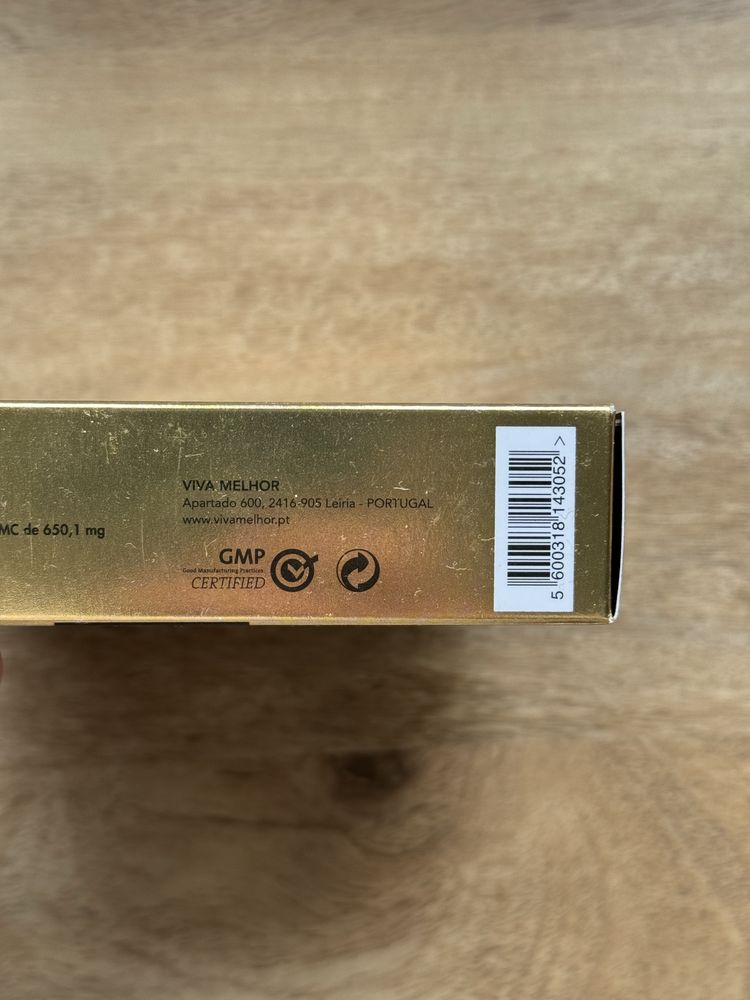 MC de 650,1 mg
VIVA MELHOR
Apartado 600, 2416-905 Leiria - PORTUGAL
www.vivamelhor.pt
GMP
Good Manufacturing Practices
CERTIFIED
5 600318 143052 >